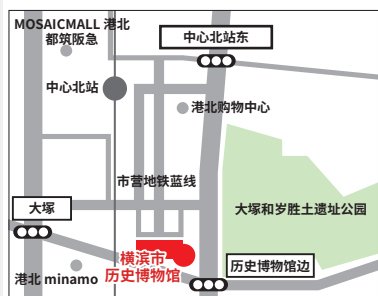 MOSAICMALL 港北
都筑阪急
中心北站东
中心北站
港北购物中心
市营地铁蓝线
大塚
大塚和岁胜土遗址公园
横滨市
历史博物馆
历史博物馆边
港北 minamo